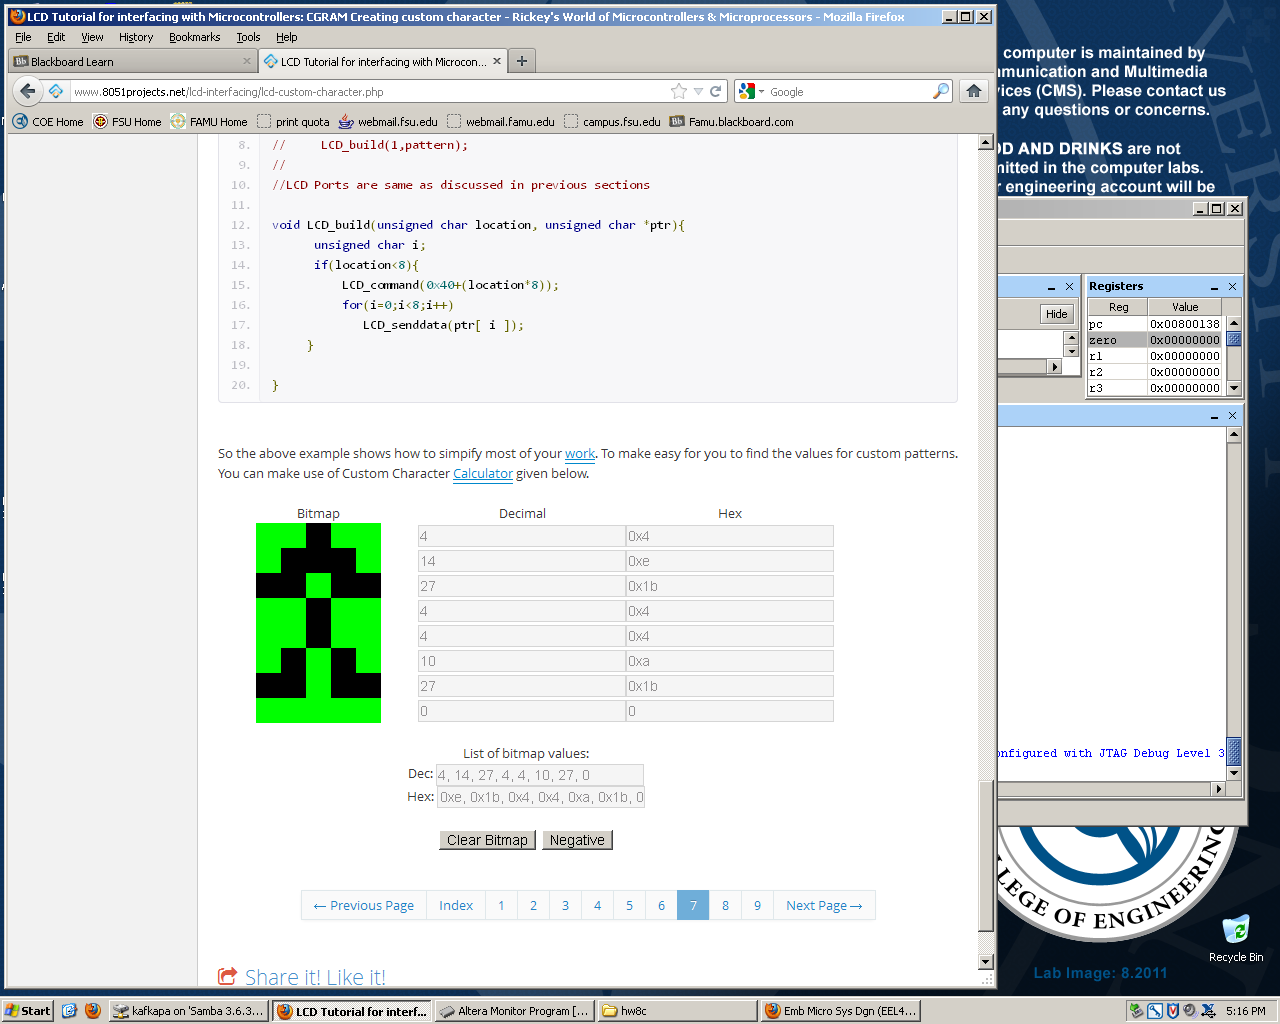 LCD Tutorial for interfacing with Microcontrollers: CGRAM Creating custom character - Rickey's World of Microcontrollers & Microprocessors - Mozilla Firefox
File Edit View History Bookmarks Tools Help
Blackboard Learn
LCD Tutorial for interfacing with Microcon...
www.8051projects.net/lcd-interfacing/lcd-custom-character.php
Google
COE Home FSU Home FAMU Home print quota webmail.fsu.edu webmail.famu.edu campus.fsu.edu Famu.blackboard.com
8. // LCD_build(1,pattern);
9. //
10. //LCD Ports are same as discussed in previous sections
11.
12. void LCD_build(unsigned char location, unsigned char *ptr){
13. unsigned char i;
14. if(location<8){
15. LCD_command(0x40+(location*8));
16. for(i=0;i<8;i++)
17. LCD_senddata(ptr[ i ]);
18. }
19.
20. }
So the above example shows how to simpify most of your work. To make easy for you to find the values for custom patterns.
You can make use of Custom Character Calculator given below.
Bitmap Decimal Hex
4 0x4
14 0xe
27 0x1b
4 0x4
4 0x4
10 0xa
27 0x1b
0 0
List of bitmap values:
Dec: 4, 14, 27, 4, 4, 10, 27, 0
Hex: 0xe, 0x1b, 0x4, 0x4, 0xa, 0x1b, 0
Clear Bitmap Negative
← Previous Page Index 1 2 3 4 5 6 7 8 9 Next Page →
Share it! Like it!
computer is maintained by
mmunication and Multimedia
vices (CMS). Please contact us
any questions or concerns.
OD AND DRINKS are not
mitted in the computer labs.
r engineering account will be
Hide
Registers
Reg Value
pc 0x00800138
zero 0x00000000
r1 0x00000000
r2 0x00000000
r3 0x00000000
onfigured with JTAG Debug Level 3
LLEGE OF ENGINEERING
Recycle Bin
Lab Image: 8.2011
Start
kafkapa on 'Samba 3.6.3...
LCD Tutorial for interf...
Altera Monitor Program [...
hw8c
Emb Micro Sys Dgn (EEL4...
5:16 PM